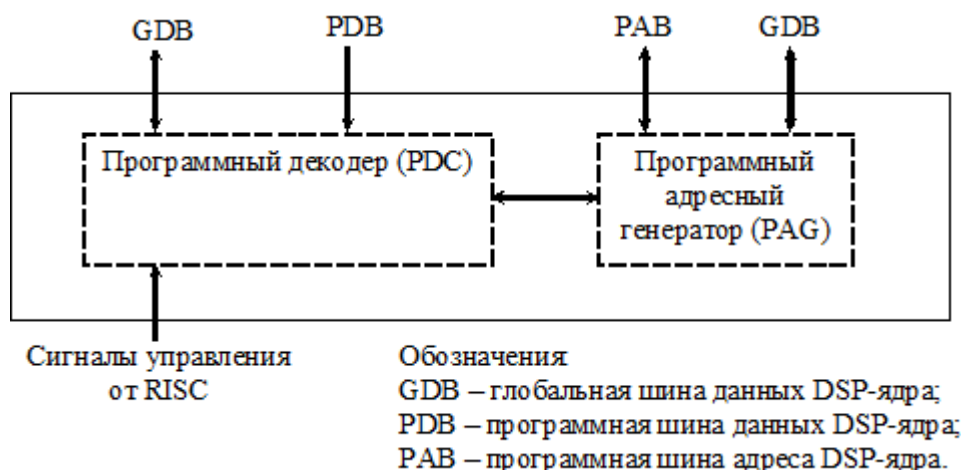 GDB PDB PAB GDB
Программный декодер (PDC)
Программный
адресный
генератор (PAG)
Сигналы управления
от RISC
Обозначения
GDB – глобальная шина данных DSP-ядра;
PDB – программная шина данных DSP-ядра;
PAB – программная шина адреса DSP-ядра.